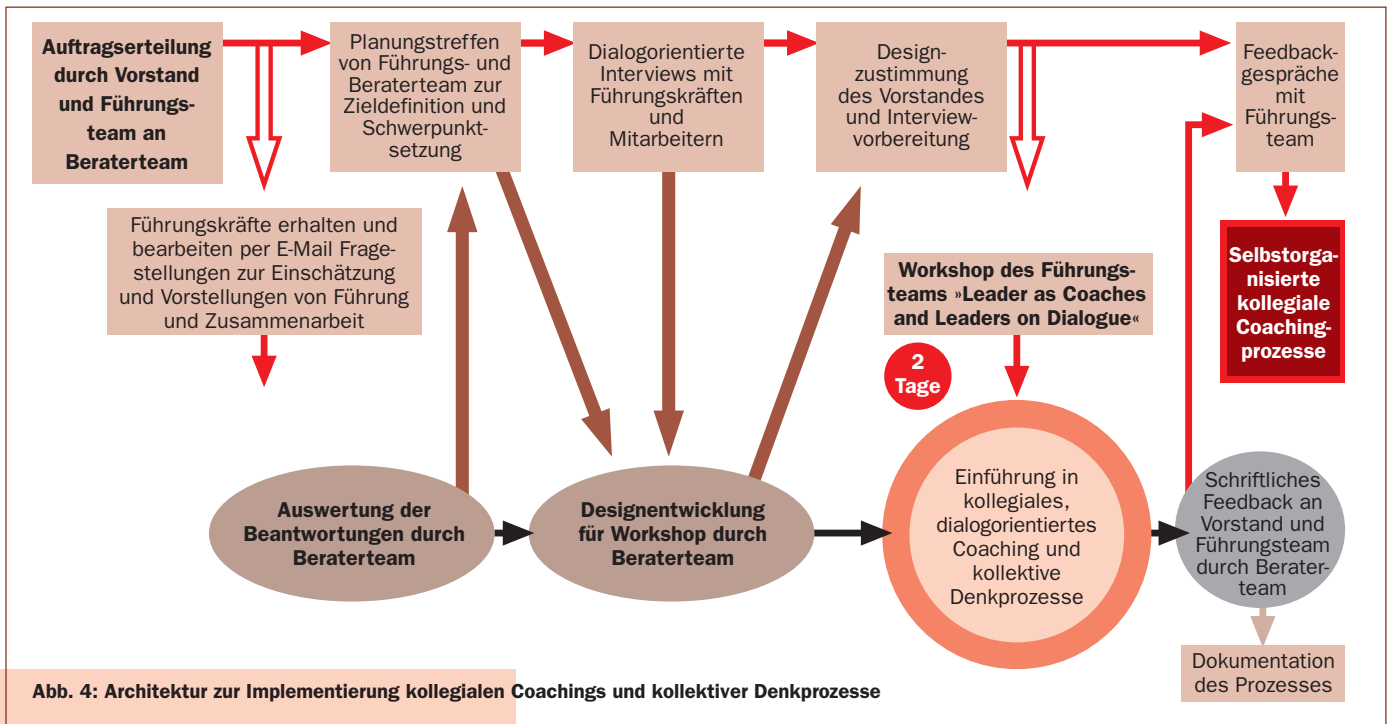 Auftragserteilung
durch Vorstand
und Führungs-
team an
Beraterteam
Planungstreffen
von Führungs- und
Beraterteam zur
Zieldefinition und
Schwerpunkt-
setzung
Dialogorientierte
Interviews mit
Führungskräften
und
Mitarbeitern
Design-
zustimmung
des Vorstandes
und Interview-
vorbereitung
Feedback-
gespräche
mit
Führungs-
team
Führungskräfte erhalten und
bearbeiten per E-Mail Frage-
stellungen zur Einschätzung
und Vorstellungen von Führung
und Zusammenarbeit
Workshop des Führungs-
teams »Leader as Coaches
and Leaders on Dialogue«
Selbstorga-
nisierte
kollegiale
Coaching-
prozesse
2
Tage
Auswertung der
Beantwortungen durch
Beraterteam
Designentwicklung
für Workshop durch
Beraterteam
Einführung in
kollegiales,
dialogorientiertes
Coaching und
kollektive
Denkprozesse
Schriftliches
Feedback an
Vorstand und
Führungsteam
durch Berater-
team
Dokumentation
des Prozesses
Abb. 4: Architektur zur Implementierung kollegialen Coachings und kollektiver Denkprozesse